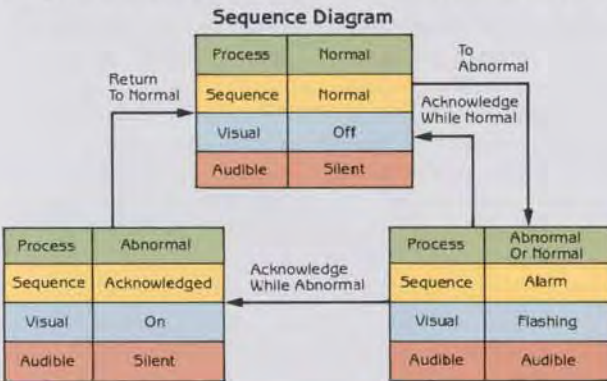 Sequence Diagram
Process Normal
Sequence Normal
Visual Off
Audible Silent
Return
To Normal
To
Abnormal
Acknowledge
While Normal
Process Abnormal
Sequence Acknowledged
Visual On
Audible Silent
Acknowledge
While Abnormal
Process Abnormal
Or Normal
Sequence Alarm
Visual Flashing
Audible Audible